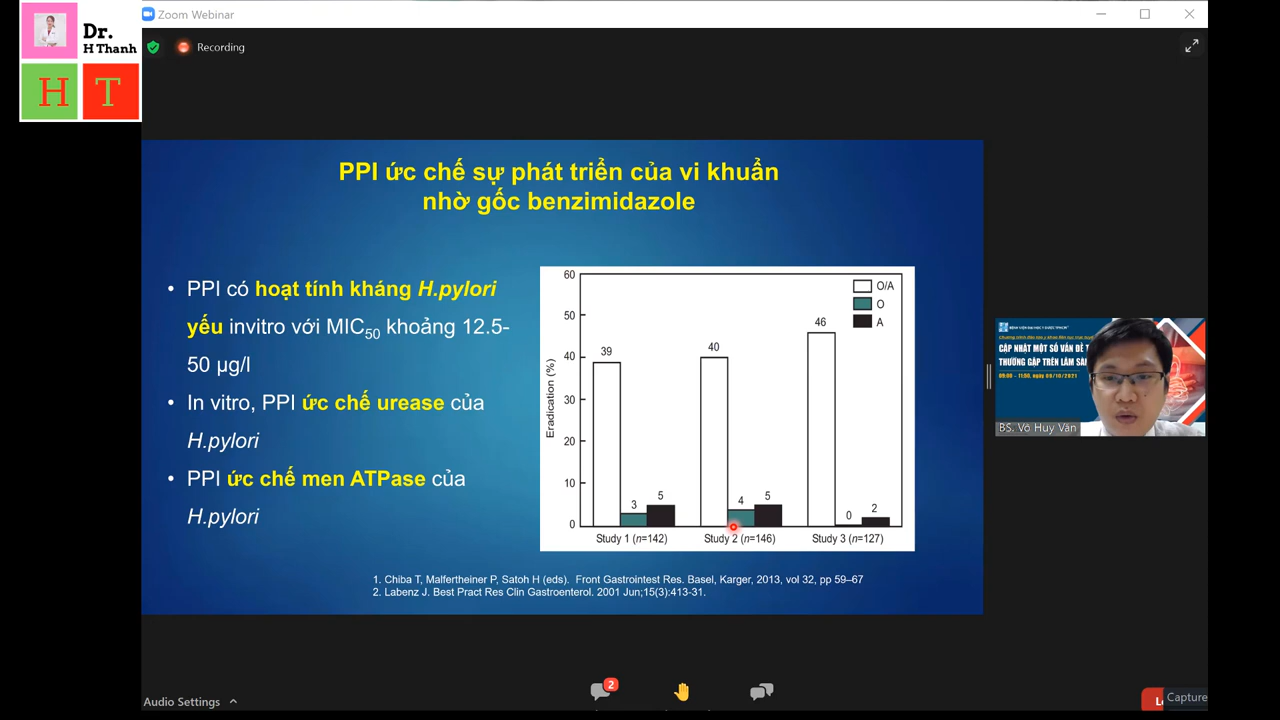 Zoom Webinar
Dr.
H Thanh
H T
Recording
PPI ức chế sự phát triển của vi khuẩn
nhờ gốc benzimidazole
• PPI có hoạt tính kháng H.pylori
yếu invitro với MIC50 khoảng 12.5-
50 µg/l
• In vitro, PPI ức chế urease của
H.pylori
• PPI ức chế men ATPase của
H.pylori
Eradication (%)
60
50
40
30
20
10
0
O/A
O
A
39
3
5
40
4
5
46
0
2
Study 1 (n=142)
Study 2 (n=146)
Study 3 (n=127)
1. Chiba T, Malfertheiner P, Satoh H (eds). Front Gastrointest Res. Basel, Karger, 2013, vol 32, pp 59–67
2. Labenz J. Best Pract Res Clin Gastroenterol. 2001 Jun;15(3):413-31.
BỆNH VIỆN ĐẠI HỌC Y DƯỢC TPHCM
CẬP NHẬT MỘT SỐ VẤN ĐỀ
THƯỜNG GẶP TRÊN LÂM
BS. Võ Huy Văn
Audio Settings
2
Capture